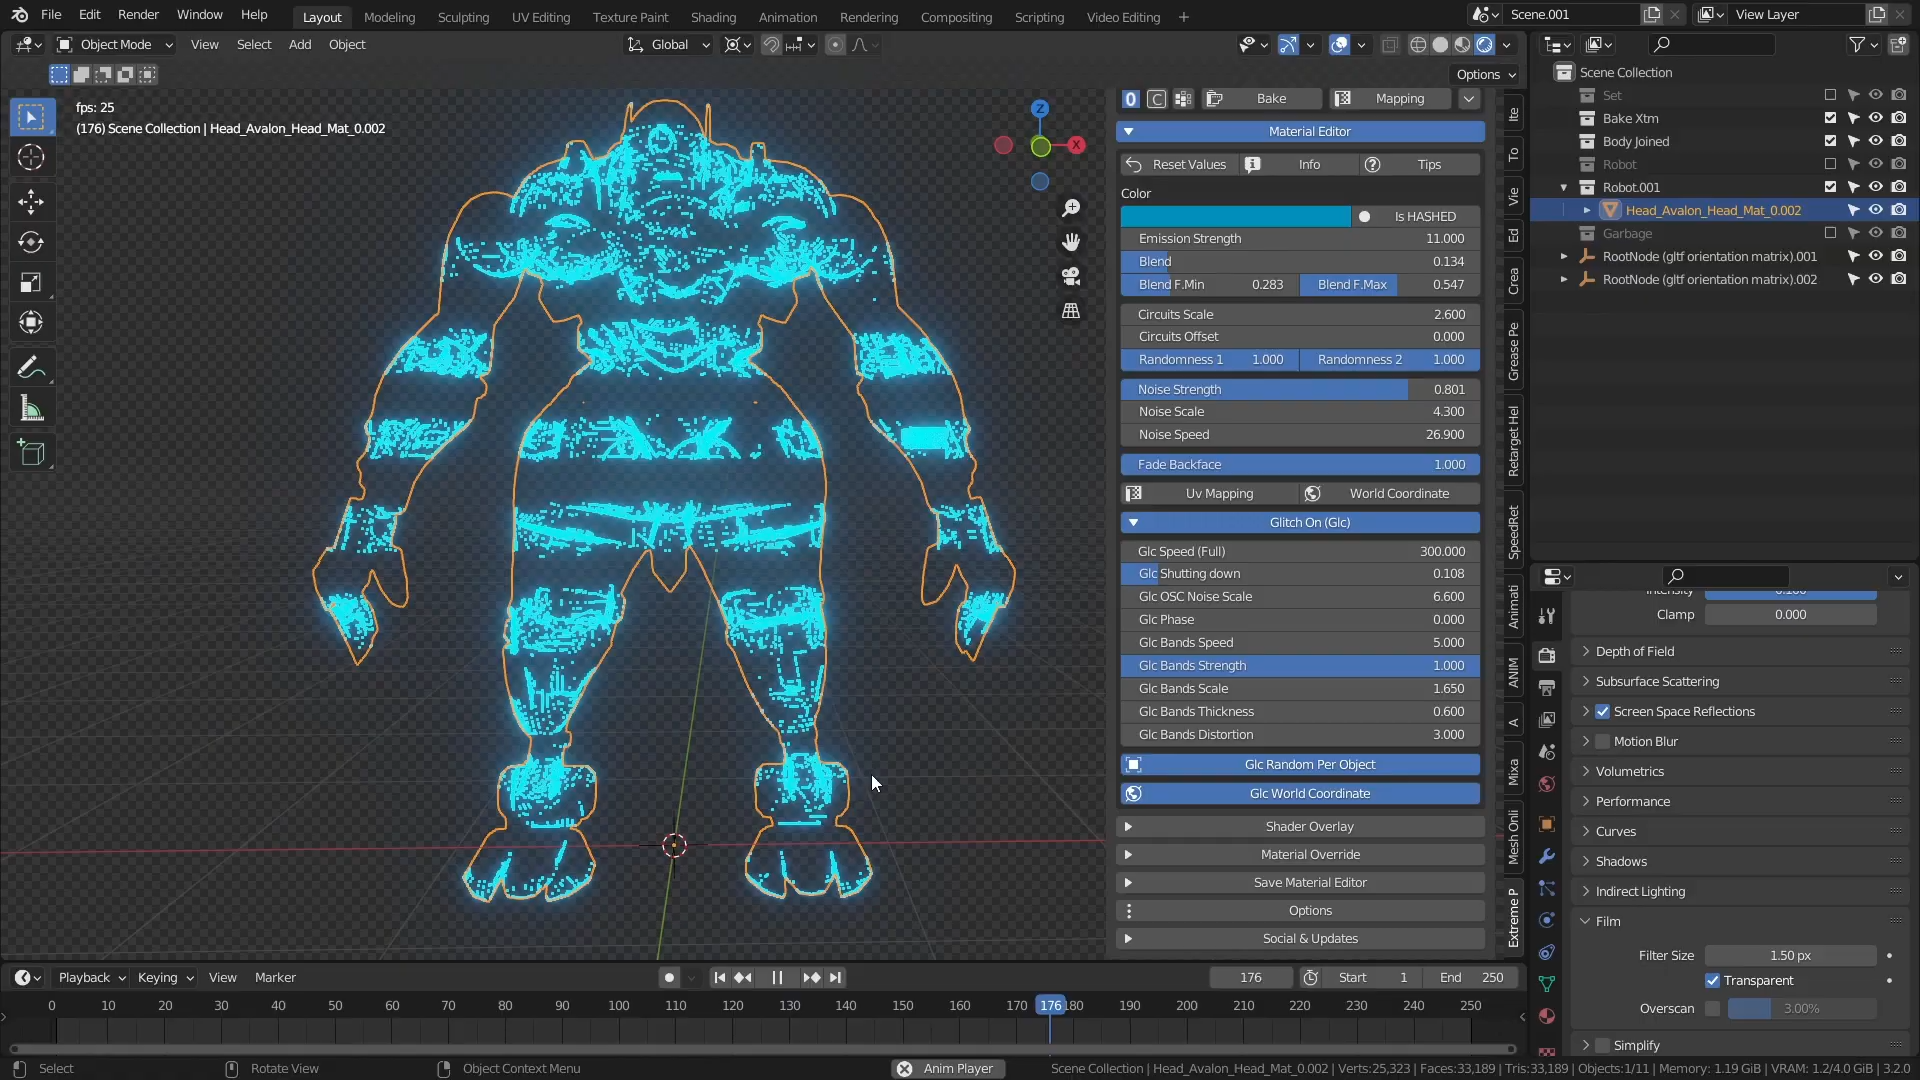 File Edit Render Window Help Layout Modeling Sculpting UV Editing Texture Paint Shading Animation Rendering Compositing Scripting Video Editing + Scene.001 View Layer
Object Mode View Select Add Object Global
Options
fps: 25
(176) Scene Collection | Head_Avalon_Head_Mat_0.002
Z
X
Bake Mapping
Material Editor
Reset Values Info Tips
Color
Is HASHED
Emission Strength 11.000
Blend 0.134
Blend F.Min 0.283 Blend F.Max 0.547
Circuits Scale 2.600
Circuits Offset 0.000
Randomness 1 1.000 Randomness 2 1.000
Noise Strength 0.801
Noise Scale 4.300
Noise Speed 26.900
Fade Backface 1.000
Uv Mapping World Coordinate
Glitch On (Glc)
Glc Speed (Full) 300.000
Glc Shutting down 0.108
Glc OSC Noise Scale 6.600
Glc Phase 0.000
Glc Bands Speed 5.000
Glc Bands Strength 1.000
Glc Bands Scale 1.650
Glc Bands Thickness 0.600
Glc Bands Distortion 3.000
Glc Random Per Object
Glc World Coordinate
Shader Overlay
Material Override
Save Material Editor
Options
Social & Updates
Ite
To
Vie
Ed
Crea
Grease Pe
Retarget Hel
SpeedRet
Animati
ANIM
A
Mixa
Mesh Onli
Extreme P
Scene Collection
Set
Bake Xtm
Body Joined
Robot
Robot.001
Head_Avalon_Head_Mat_0.002
Garbage
RootNode (gltf orientation matrix).001
RootNode (gltf orientation matrix).002
Intensity 0.100
Clamp 0.000
Depth of Field
Subsurface Scattering
Screen Space Reflections
Motion Blur
Volumetrics
Performance
Curves
Shadows
Indirect Lighting
Film
Filter Size 1.50 px
Transparent
Overscan 3.00%
Simplify
Playback Keying View Marker 176 Start 1 End 250
0 10 20 30 40 50 60 70 80 90 100 110 120 130 140 150 160 170 176 180 190 200 210 220 230 240 250
Select Rotate View Object Context Menu Anim Player Scene Collection | Head_Avalon_Head_Mat_0.002 | Verts:25,323 | Faces:33,189 | Tris:33,189 | Objects:1/11 | Memory: 1.19 GiB | VRAM: 1.2/4.0 GiB | 3.2.0